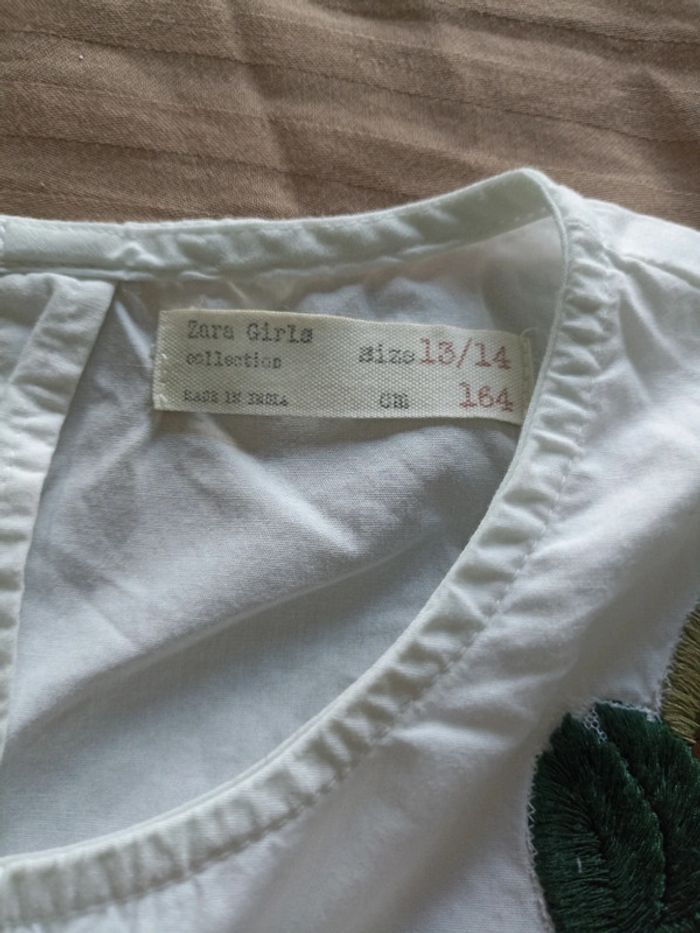 Zara Girls
collection
size 13/14
MADE IN INDIA
cm 164